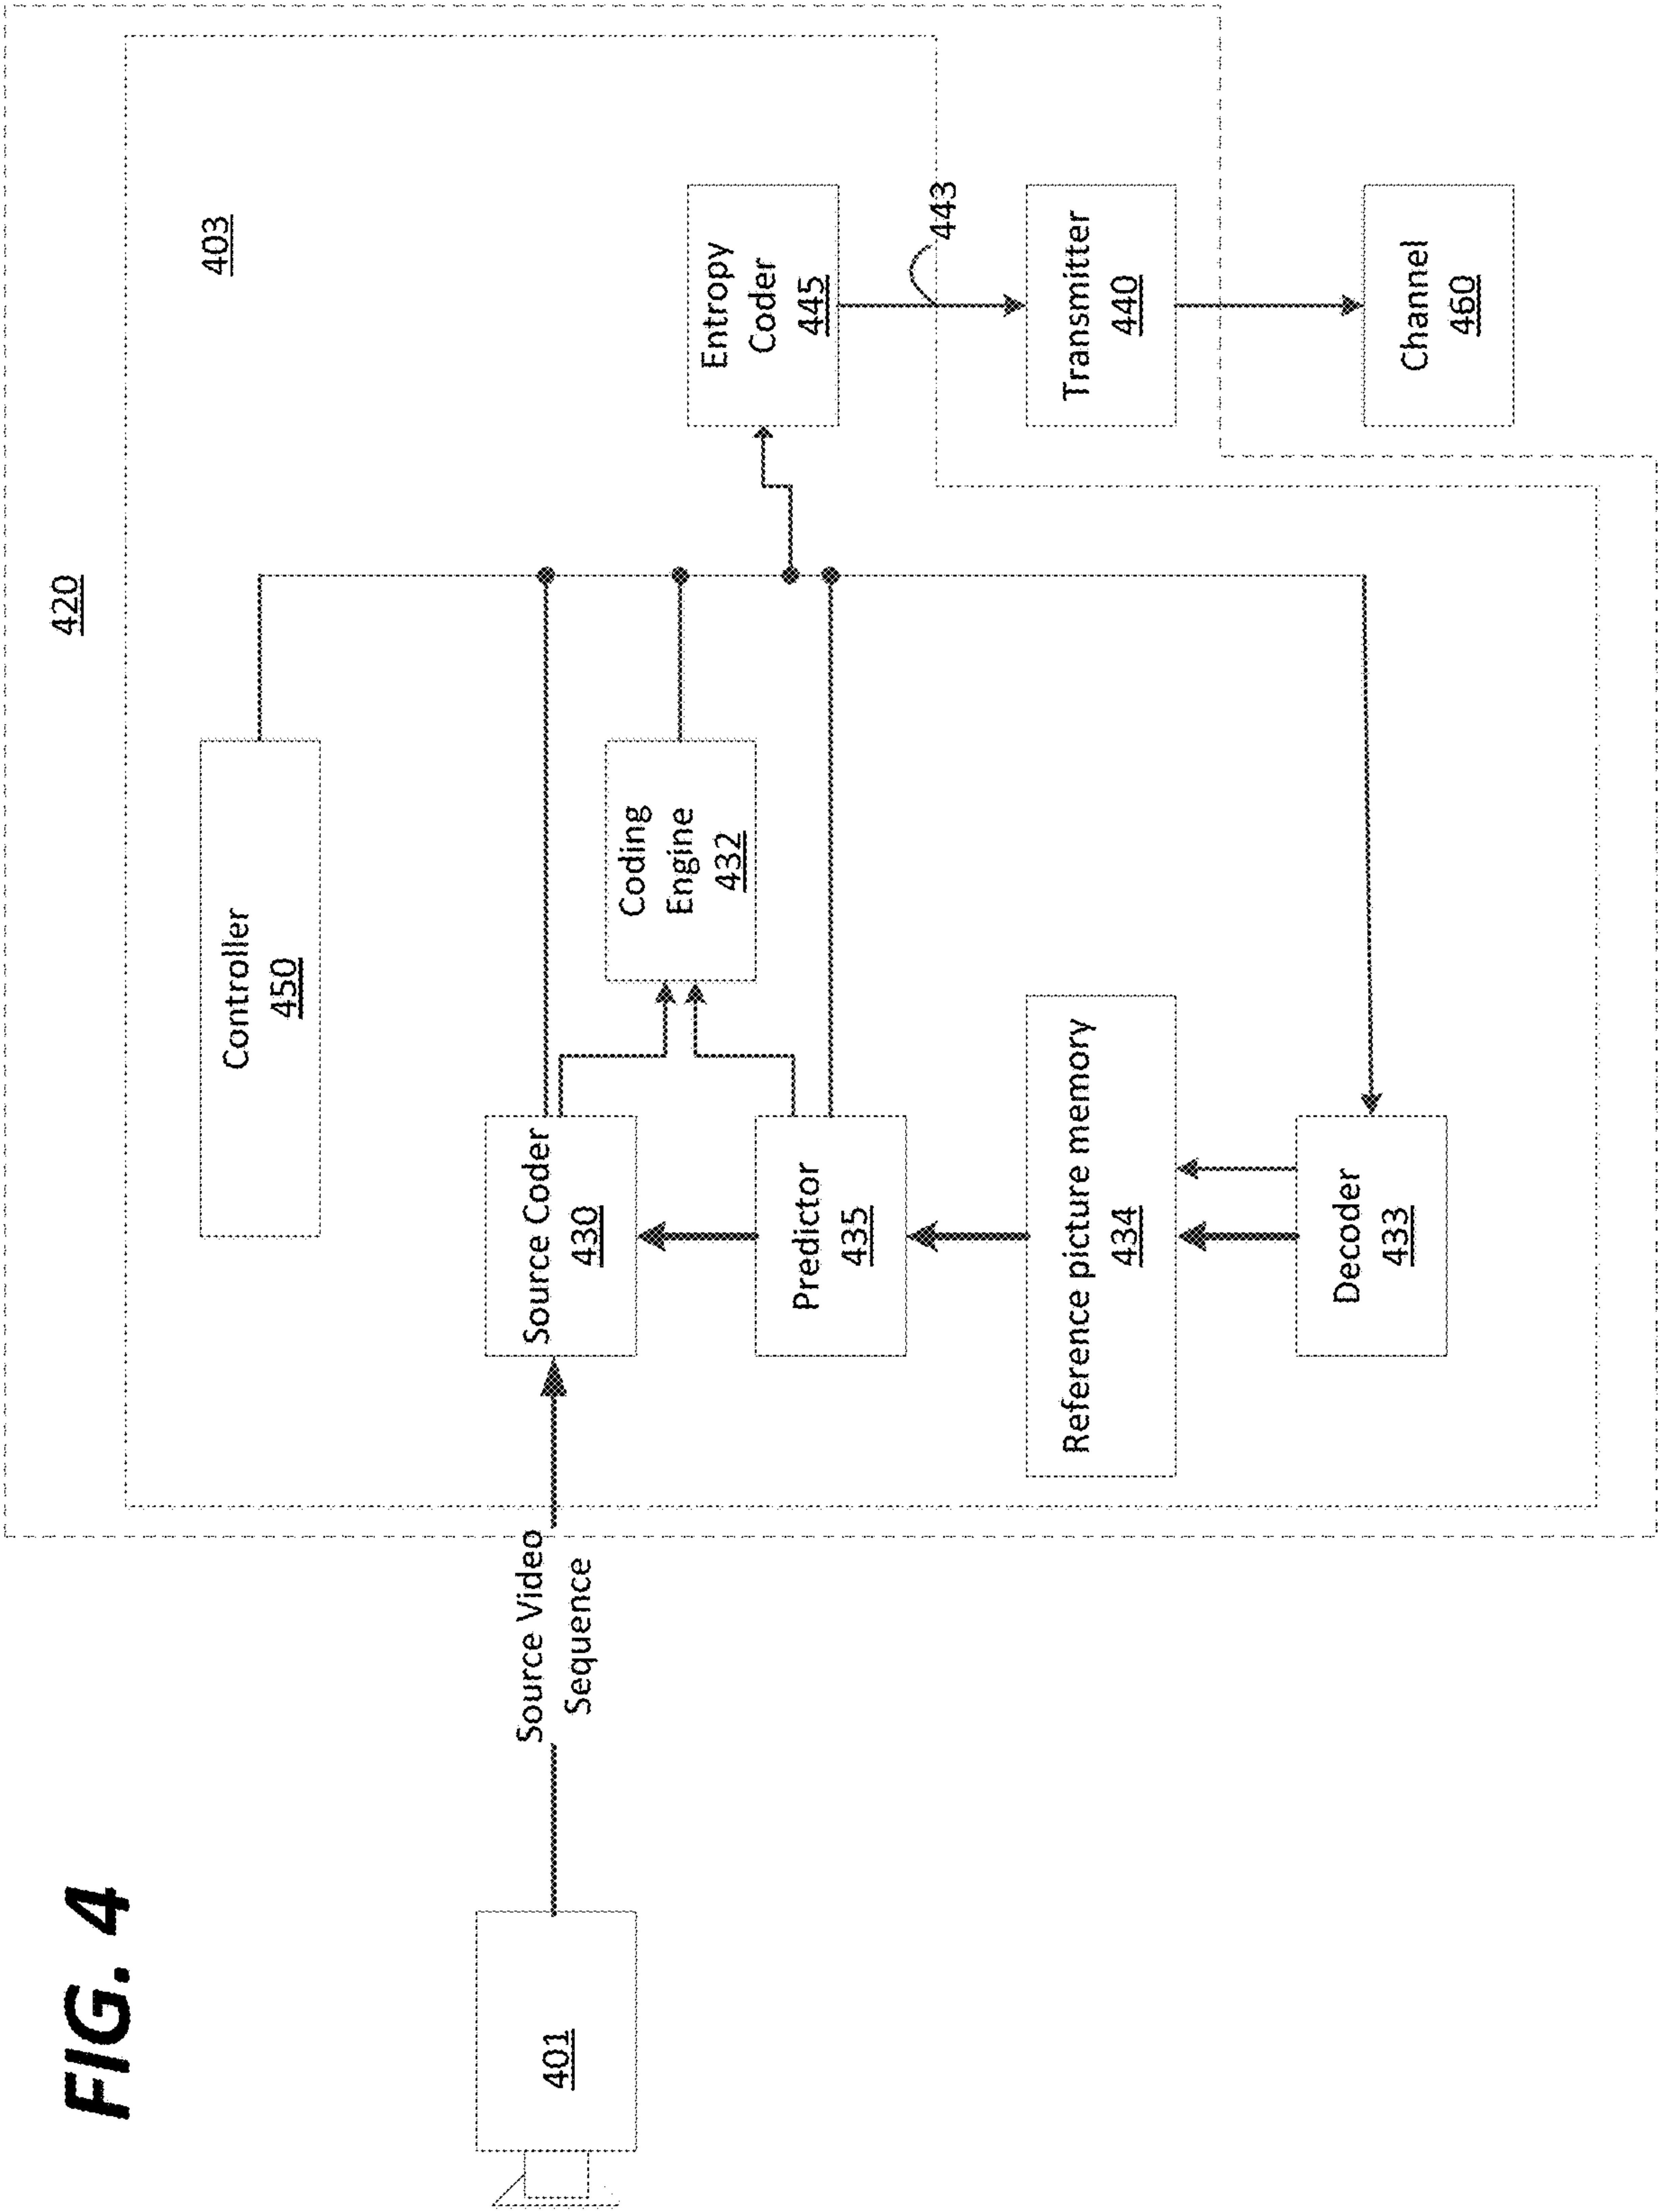 FIG. 4
420
403
Controller
450
401
Source Video
Sequence
Source Coder
430
Coding
Engine
432
Entropy
Coder
445
443
Predictor
435
Reference picture memory
434
Transmitter
440
Decoder
433
Channel
460